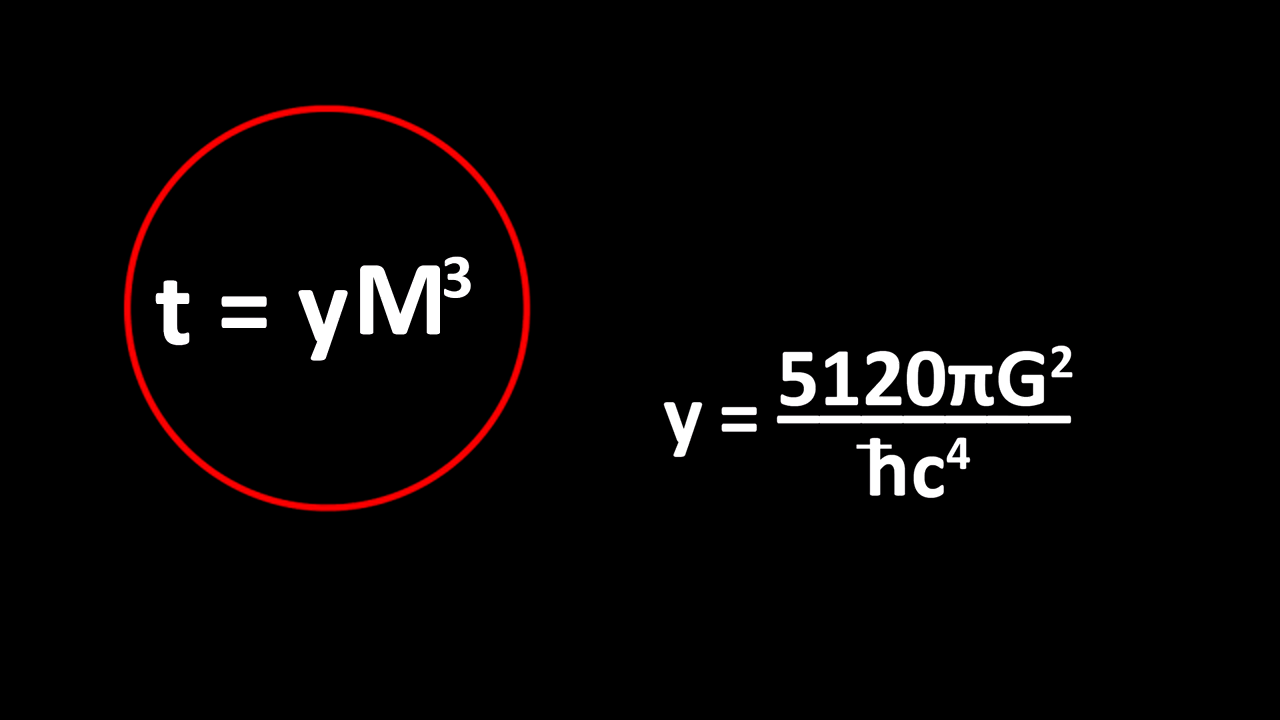 t = yM³
y = 5120πG²
ħc⁴